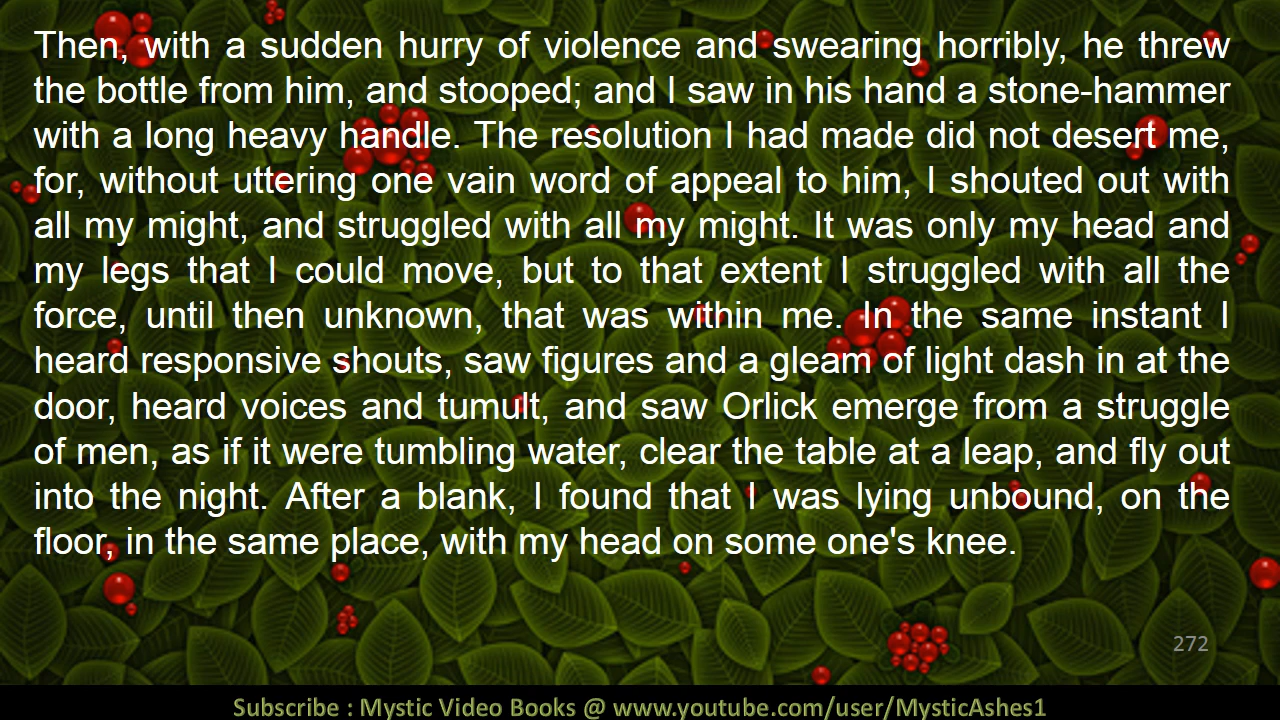 Then, with a sudden hurry of violence and swearing horribly, he threw
the bottle from him, and stooped; and I saw in his hand a stone-hammer
with a long heavy handle. The resolution I had made did not desert me,
for, without uttering one vain word of appeal to him, I shouted out with
all my might, and struggled with all my might. It was only my head and
my legs that I could move, but to that extent I struggled with all the
force, until then unknown, that was within me. In the same instant I
heard responsive shouts, saw figures and a gleam of light dash in at the
door, heard voices and tumult, and saw Orlick emerge from a struggle
of men, as if it were tumbling water, clear the table at a leap, and fly out
into the night. After a blank, I found that I was lying unbound, on the
floor, in the same place, with my head on some one's knee.
272
Subscribe : Mystic Video Books @ www.youtube.com/user/MysticAshes1